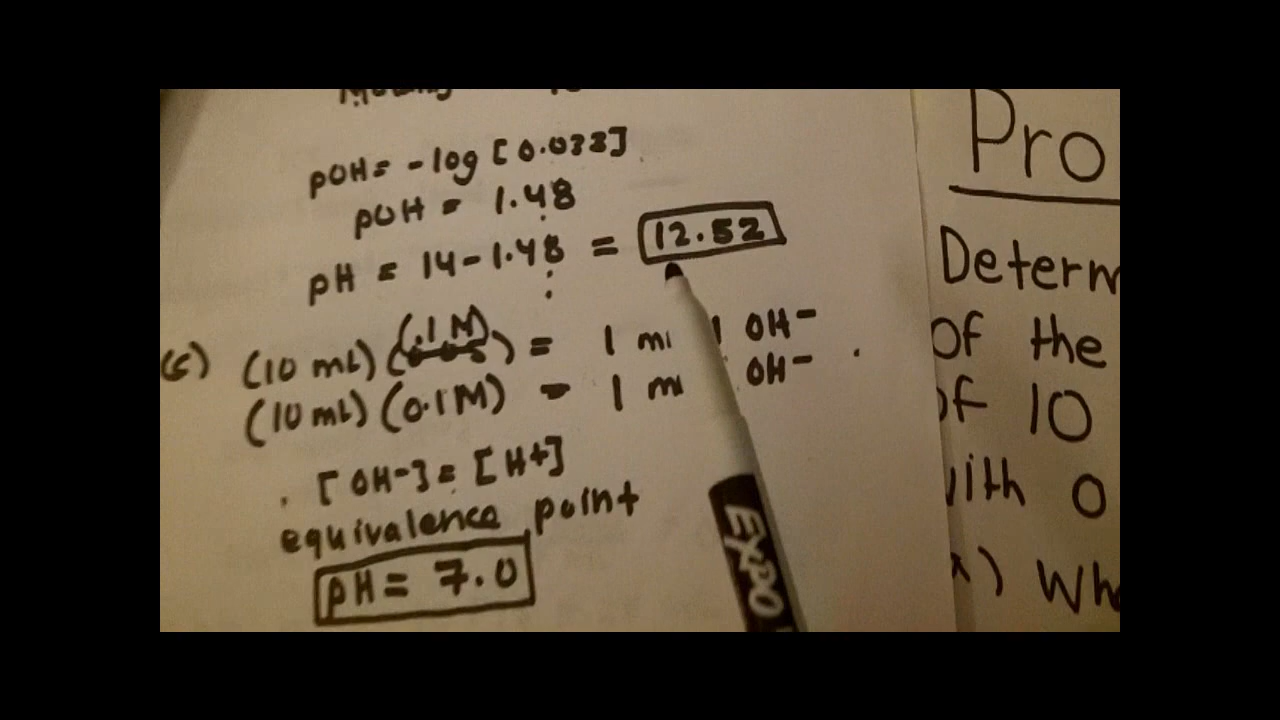 pOH = -log [0.033]
pOH = 1.48
pH = 14-1.48 = 12.52
(c) (10 mL) (.1 M) = 1 m l OH-
(10 mL) (0.1M) = 1 m OH-
[OH-] = [H+]
equivalence point
pH = 7.0
EXPO
Pro
Determ
Of the
of 10
with 0
) Wh